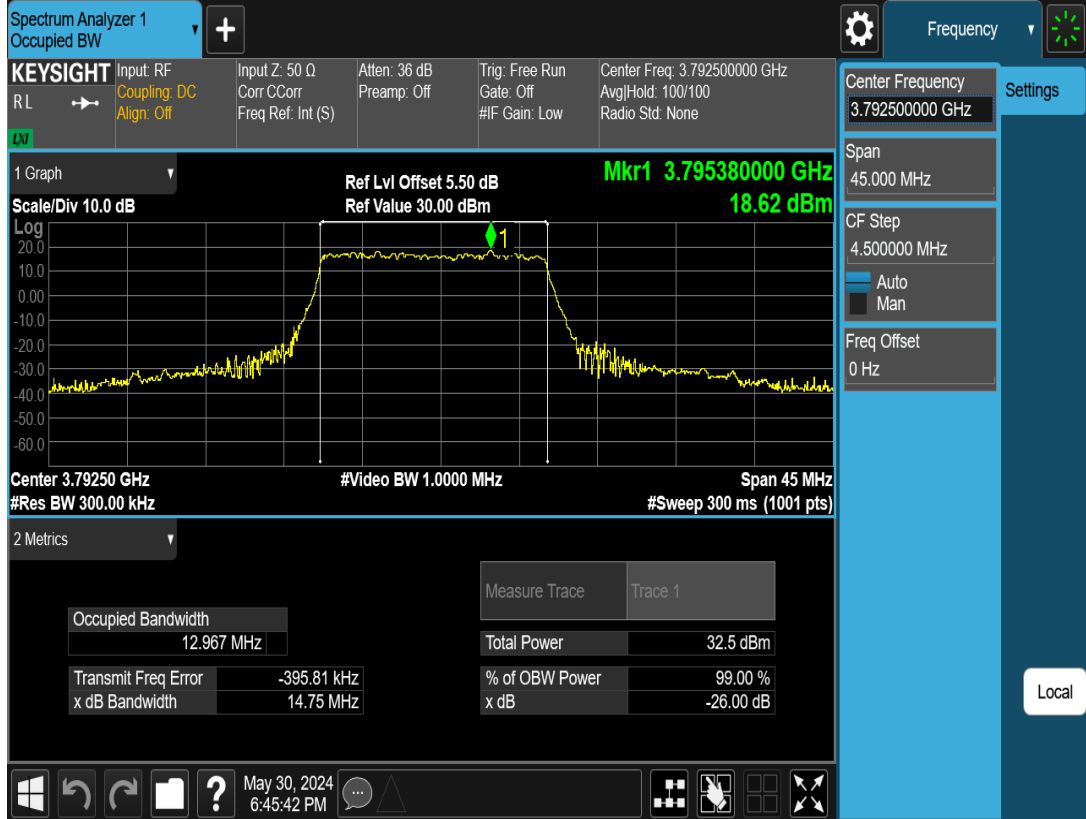 Spectrum Analyzer 1
Occupied BW
+
Frequency
KEYSIGHT
RL
LXI
Input: RF
Coupling: DC
Align: Off
Input Z: 50 Ω
Corr CCorr
Freq Ref: Int (S)
Atten: 36 dB
Preamp: Off
Trig: Free Run
Gate: Off
#IF Gain: Low
Center Freq: 3.792500000 GHz
Avg|Hold: 100/100
Radio Std: None
Center Frequency
3.792500000 GHz
Settings
Span
45.000 MHz
CF Step
4.500000 MHz
Auto
Man
Freq Offset
0 Hz
Local
1 Graph
Scale/Div 10.0 dB
Ref Lvl Offset 5.50 dB
Ref Value 30.00 dBm
Mkr1 3.795380000 GHz
18.62 dBm
Log
1
20.0
10.0
0.00
-10.0
-20.0
-30.0
-40.0
-50.0
-60.0
Center 3.79250 GHz
#Video BW 1.0000 MHz
Span 45 MHz
#Res BW 300.00 kHz
#Sweep 300 ms (1001 pts)
2 Metrics
Measure Trace
Trace 1
Occupied Bandwidth
12.967 MHz
Total Power
32.5 dBm
Transmit Freq Error
-395.81 kHz
% of OBW Power
99.00 %
x dB Bandwidth
14.75 MHz
x dB
-26.00 dB
?
May 30, 2024
6:45:42 PM